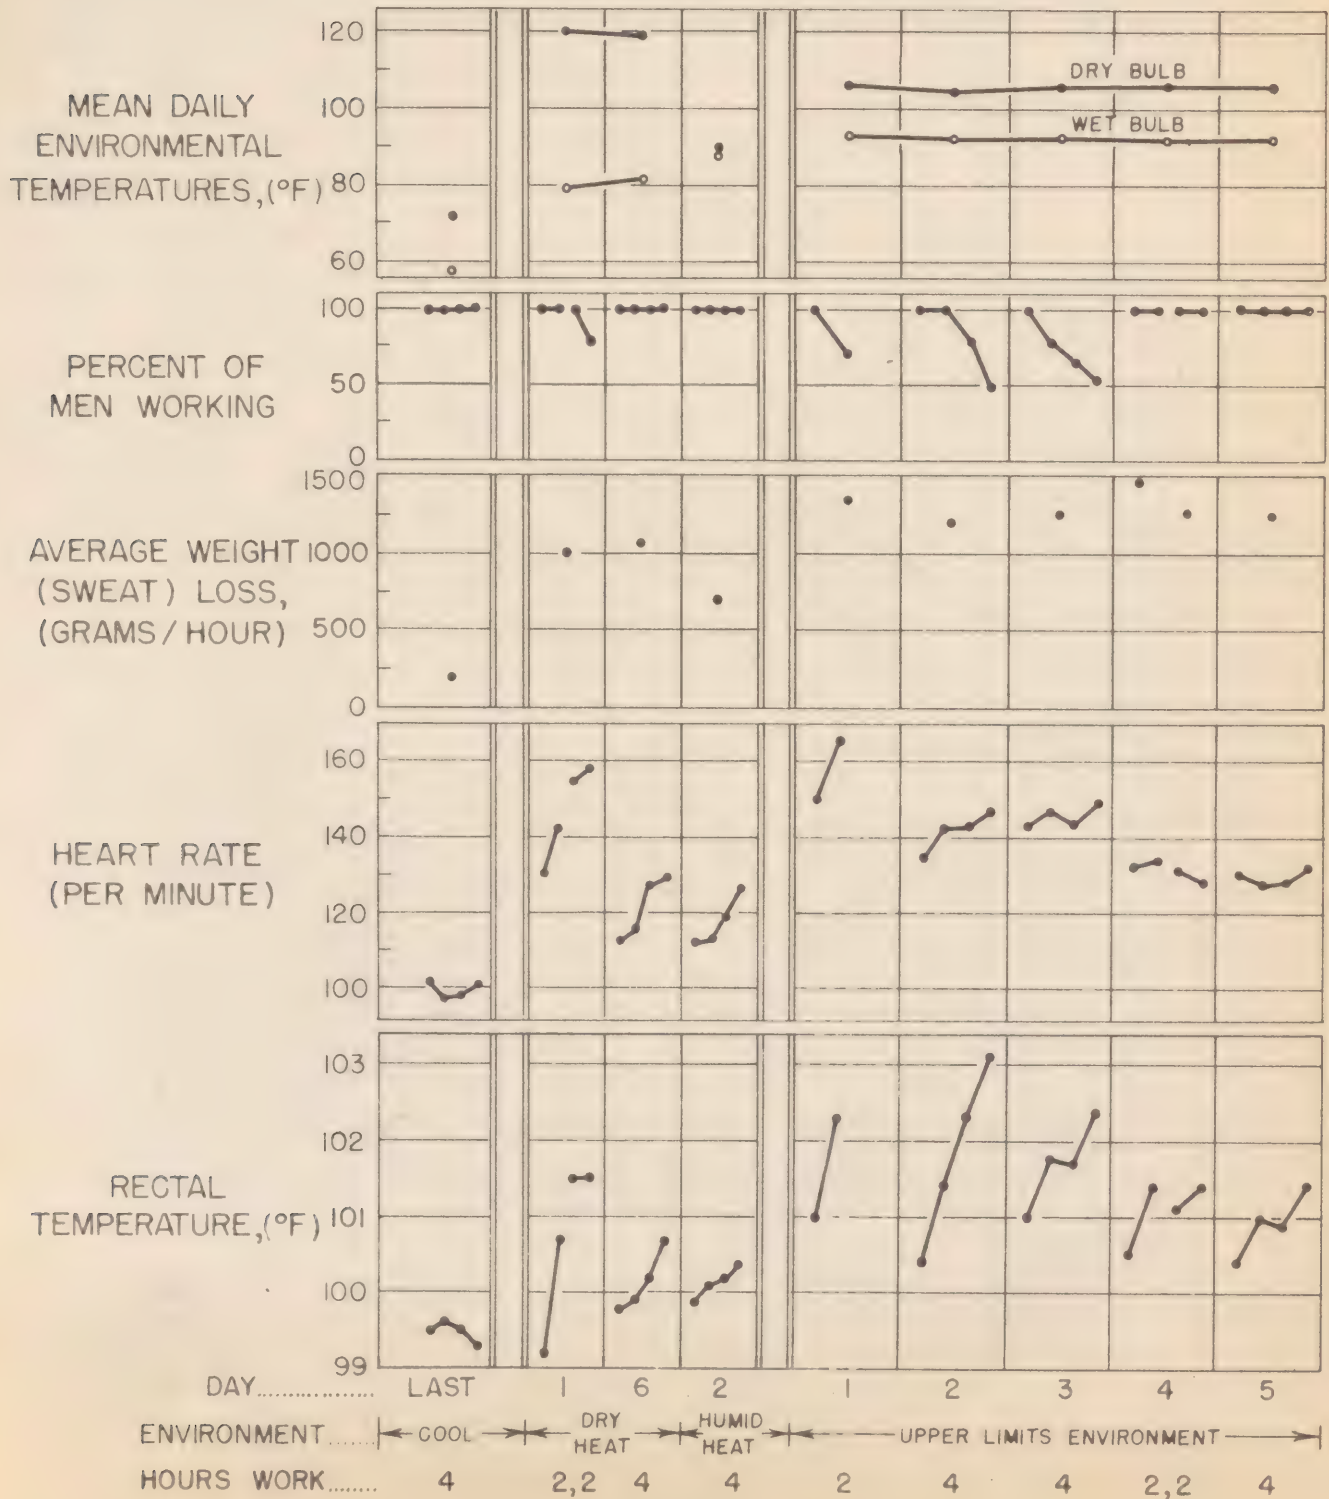 120
100
80
60
MEAN DAILY
ENVIRONMENTAL
TEMPERATURES,(°F)
DRY BULB
WET BULB
100
50
0
PERCENT OF
MEN WORKING
1500
1000
500
0
AVERAGE WEIGHT
(SWEAT) LOSS,
(GRAMS/HOUR)
160
140
120
100
HEART RATE
(PER MINUTE)
103
102
101
100
99
RECTAL
TEMPERATURE,(°F)
DAY................. LAST 1 6 2 1 2 3 4 5
ENVIRONMENT....... COOL DRY HEAT HUMID HEAT UPPER LIMITS ENVIRONMENT
HOURS WORK........ 4 2,2 4 4 2 4 4 2,2 4